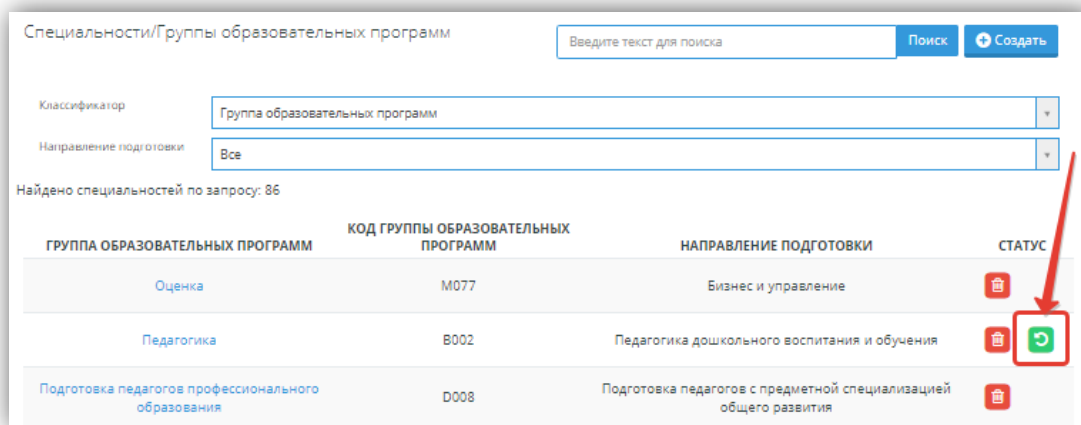 Специальности/Группы образовательных программ
Введите текст для поиска
Поиск
Создать
Классификатор
Группа образовательных программ
Направление подготовки
Все
Найдено специальностей по запросу: 86
ГРУППА ОБРАЗОВАТЕЛЬНЫХ ПРОГРАММ
КОД ГРУППЫ ОБРАЗОВАТЕЛЬНЫХ
ПРОГРАММ
НАПРАВЛЕНИЕ ПОДГОТОВКИ
СТАТУС
Оценка
M077
Бизнес и управление
Педагогика
B002
Педагогика дошкольного воспитания и обучения
Подготовка педагогов профессионального
образования
D008
Подготовка педагогов с предметной специализацией
общего развития